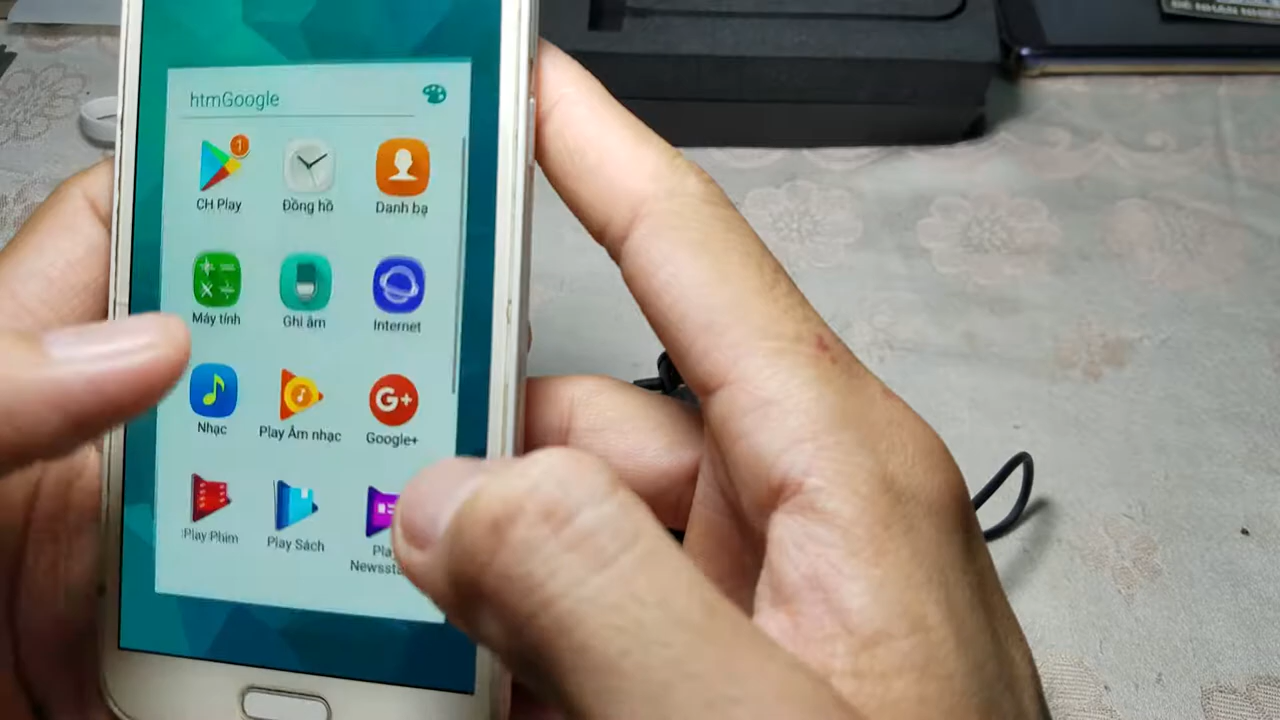 htmGoogle
1
CH Play
Đồng hồ
Danh bạ
Máy tính
Ghi âm
Internet
Nhạc
Play Âm nhạc
G+
Google+
Play Phim
Play Sách